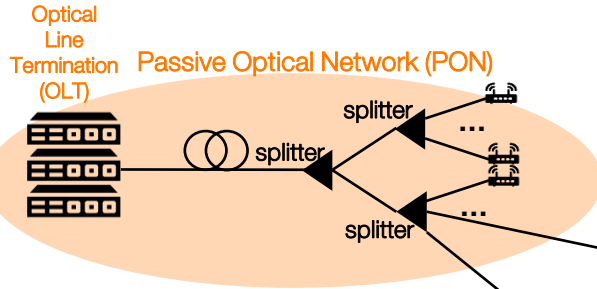 Optical
Line
Termination
(OLT)
Passive Optical Network (PON)
splitter
...
splitter
...
splitter